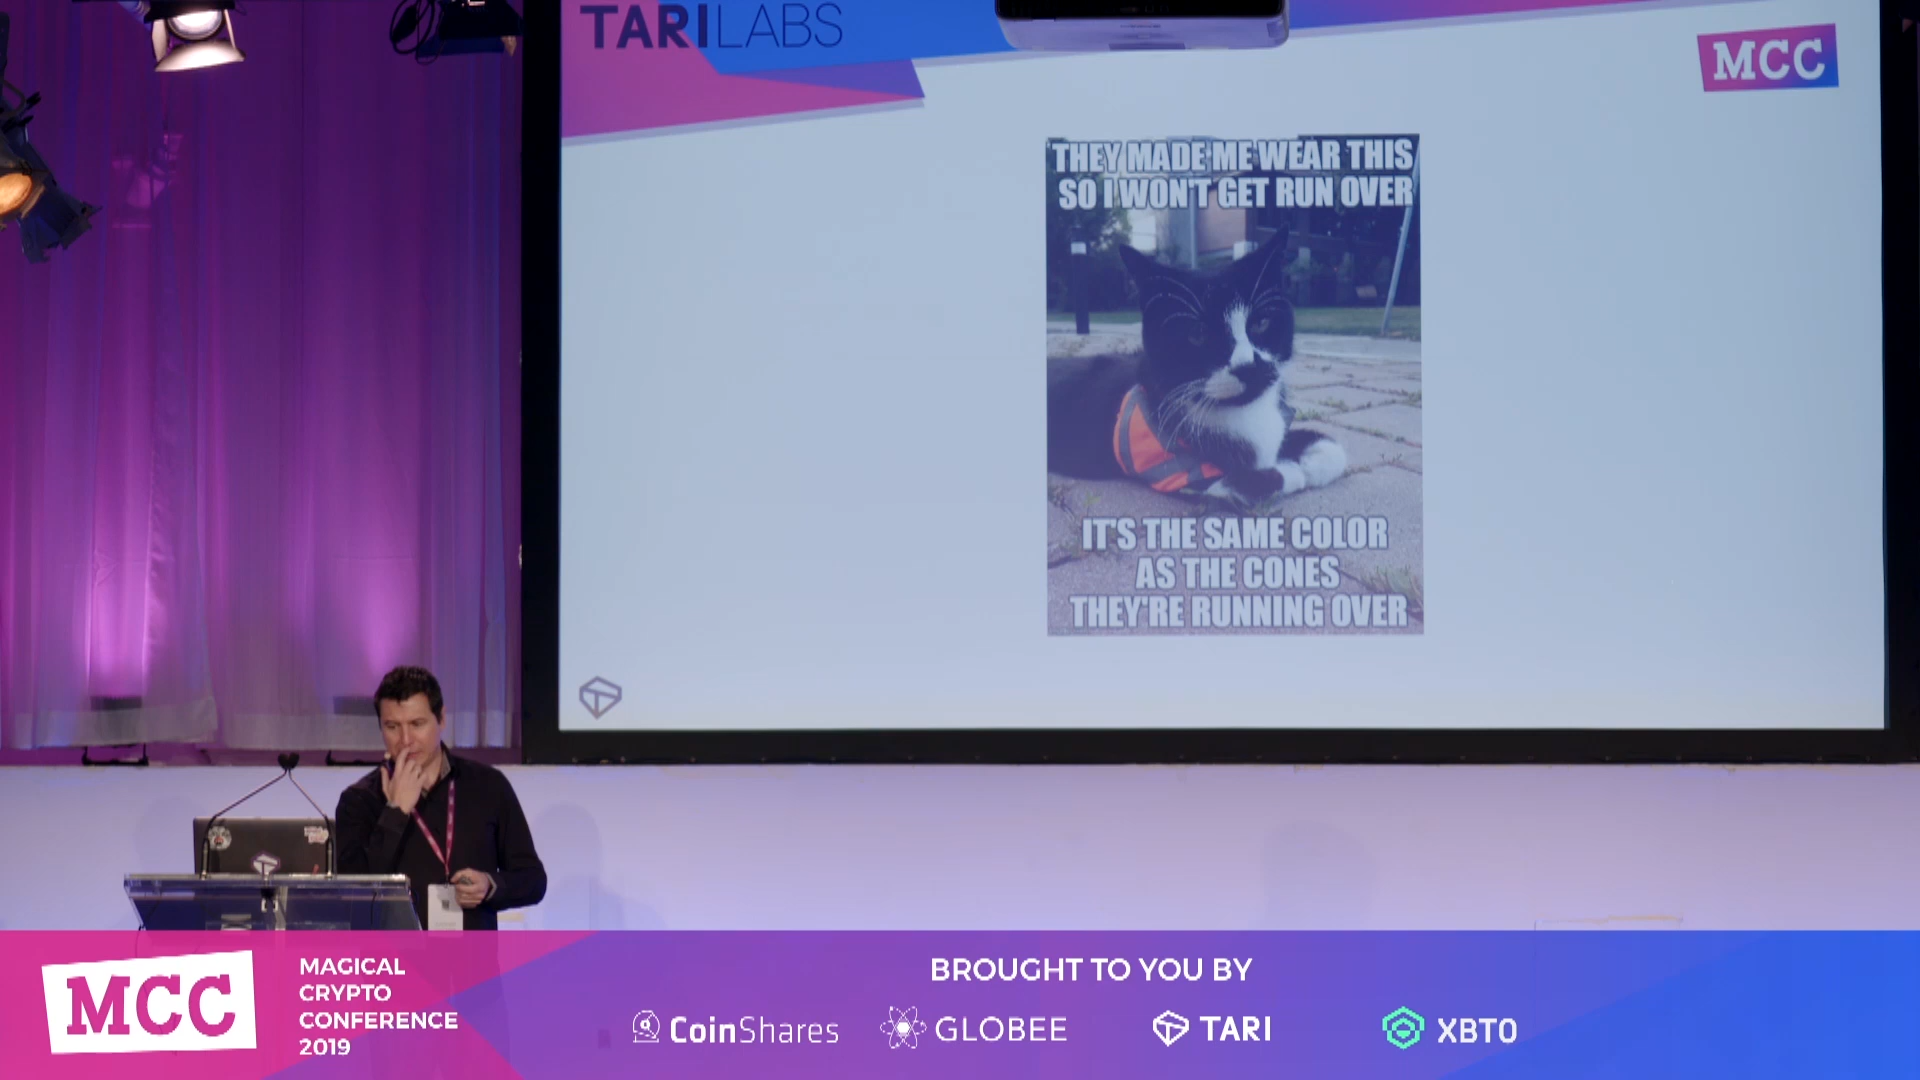 TARILABS
MCC
THEY MADE ME WEAR THIS
SO I WON'T GET RUN OVER
IT'S THE SAME COLOR
AS THE CONES
THEY'RE RUNNING OVER
MCC
MAGICAL
CRYPTO
CONFERENCE
2019
BROUGHT TO YOU BY
CoinShares
GLOBEE
TARI
XBTO